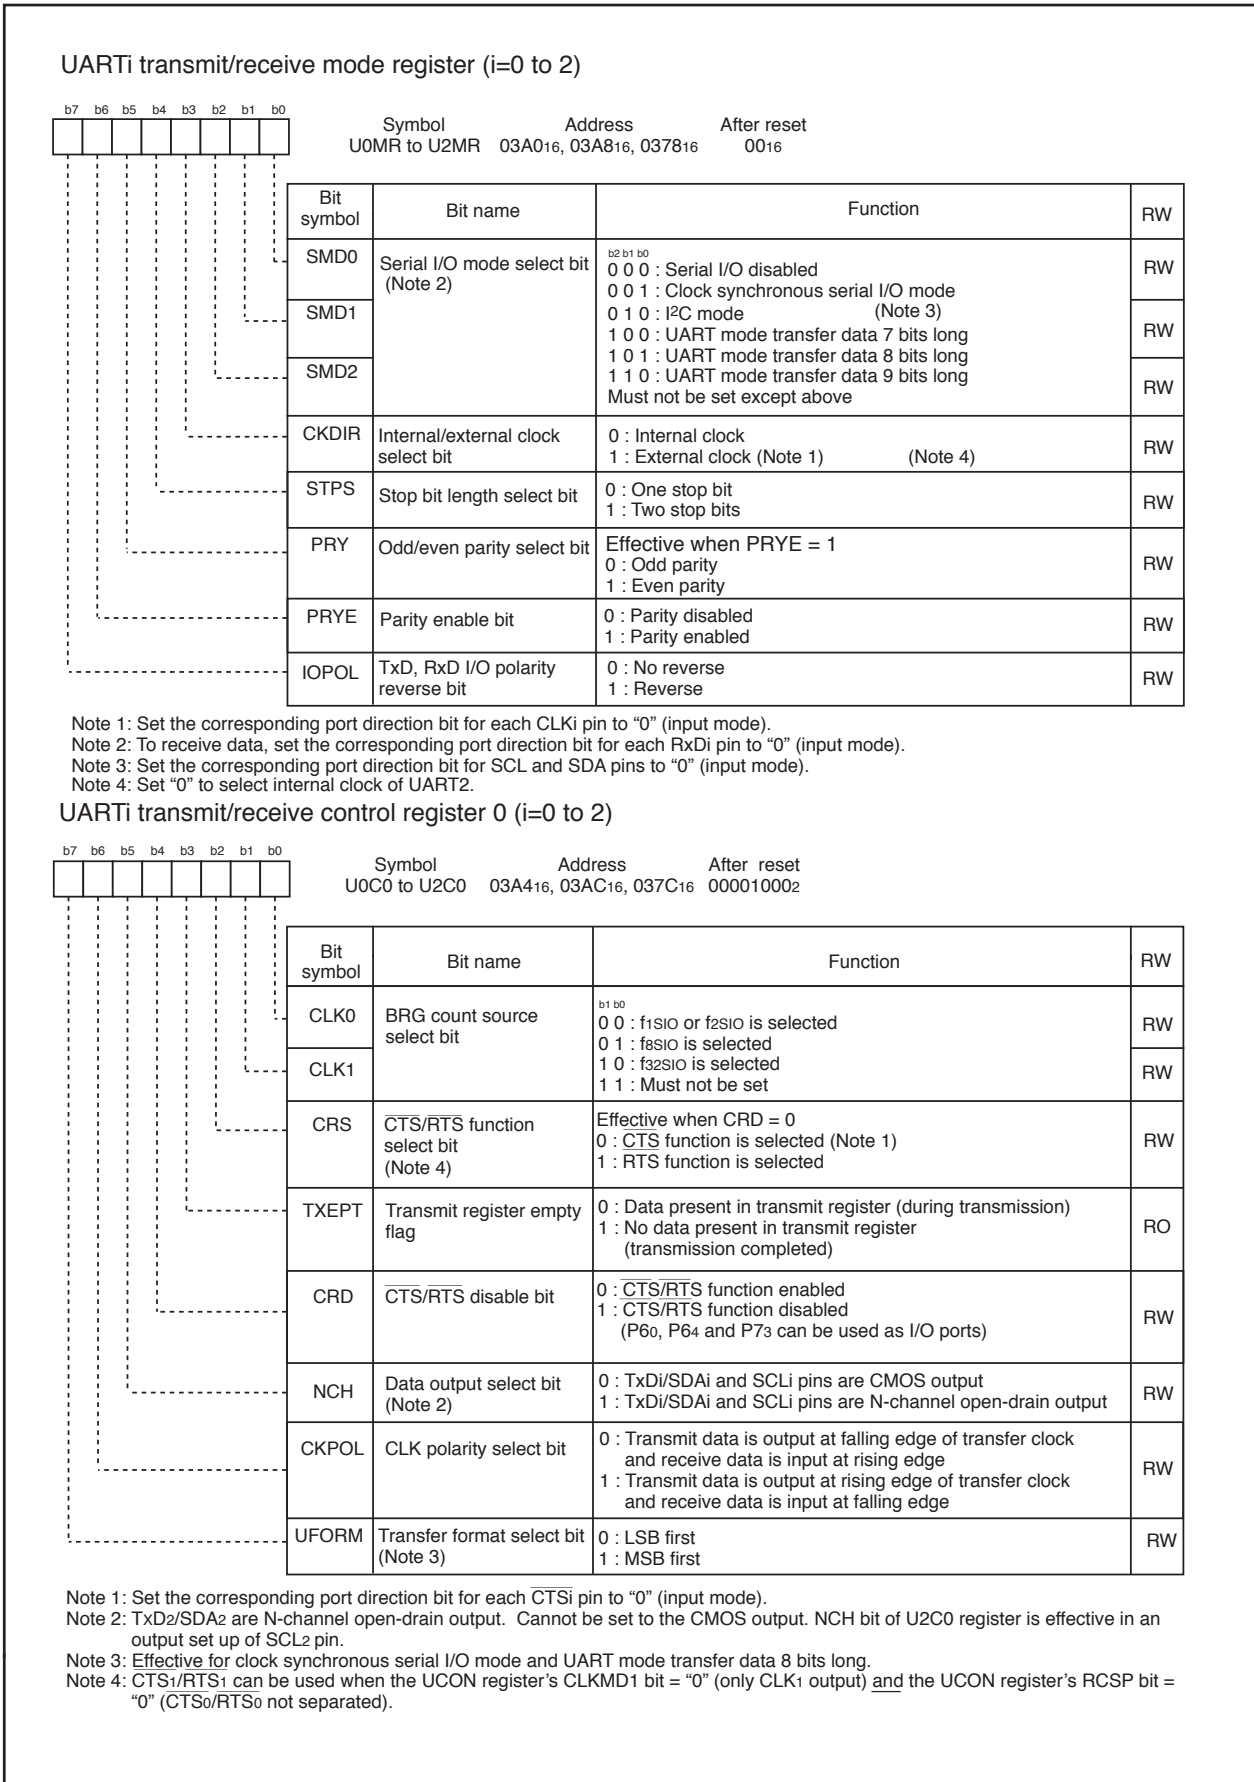 UARTi transmit/receive mode register (i=0 to 2)
b7 b6 b5 b4 b3 b2 b1 b0
Symbol Address After reset
U0MR to U2MR 03A016, 03A816, 037816 0016
Bit symbol Bit name Function RW
SMD0 Serial I/O mode select bit (Note 2) RW
b2 b1 b0
0 0 0 : Serial I/O disabled
0 0 1 : Clock synchronous serial I/O mode
SMD1 0 1 0 : I2C mode (Note 3) RW
1 0 0 : UART mode transfer data 7 bits long
1 0 1 : UART mode transfer data 8 bits long
SMD2 1 1 0 : UART mode transfer data 9 bits long RW
Must not be set except above
CKDIR Internal/external clock select bit RW
0 : Internal clock
1 : External clock (Note 1) (Note 4)
STPS Stop bit length select bit RW
0 : One stop bit
1 : Two stop bits
PRY Odd/even parity select bit RW
Effective when PRYE = 1
0 : Odd parity
1 : Even parity
PRYE Parity enable bit RW
0 : Parity disabled
1 : Parity enabled
IOPOL TxD, RxD I/O polarity reverse bit RW
0 : No reverse
1 : Reverse
Note 1: Set the corresponding port direction bit for each CLKi pin to “0” (input mode).
Note 2: To receive data, set the corresponding port direction bit for each RxDi pin to “0” (input mode).
Note 3: Set the corresponding port direction bit for SCL and SDA pins to “0” (input mode).
Note 4: Set “0” to select internal clock of UART2.
UARTi transmit/receive control register 0 (i=0 to 2)
b7 b6 b5 b4 b3 b2 b1 b0
Symbol Address After reset
U0C0 to U2C0 03A416, 03AC16, 037C16 000010002
Bit symbol Bit name Function RW
CLK0 BRG count source select bit RW
b1 b0
0 0 : f1SIO or f2SIO is selected
0 1 : f8SIO is selected
CLK1 1 0 : f32SIO is selected RW
1 1 : Must not be set
CRS CTS/RTS function select bit (Note 4) RW
Effective when CRD = 0
0 : CTS function is selected (Note 1)
1 : RTS function is selected
TXEPT Transmit register empty flag RO
0 : Data present in transmit register (during transmission)
1 : No data present in transmit register
(transmission completed)
CRD CTS/RTS disable bit RW
0 : CTS/RTS function enabled
1 : CTS/RTS function disabled
(P60, P64 and P73 can be used as I/O ports)
NCH Data output select bit (Note 2) RW
0 : TxDi/SDAi and SCLi pins are CMOS output
1 : TxDi/SDAi and SCLi pins are N-channel open-drain output
CKPOL CLK polarity select bit RW
0 : Transmit data is output at falling edge of transfer clock
and receive data is input at rising edge
1 : Transmit data is output at rising edge of transfer clock
and receive data is input at falling edge
UFORM Transfer format select bit (Note 3) RW
0 : LSB first
1 : MSB first
Note 1: Set the corresponding port direction bit for each CTSi pin to “0” (input mode).
Note 2: TxD2/SDA2 are N-channel open-drain output. Cannot be set to the CMOS output. NCH bit of U2C0 register is effective in an
output set up of SCL2 pin.
Note 3: Effective for clock synchronous serial I/O mode and UART mode transfer data 8 bits long.
Note 4: CTS1/RTS1 can be used when the UCON register’s CLKMD1 bit = “0” (only CLK1 output) and the UCON register’s RCSP bit =
“0” (CTS0/RTS0 not separated).